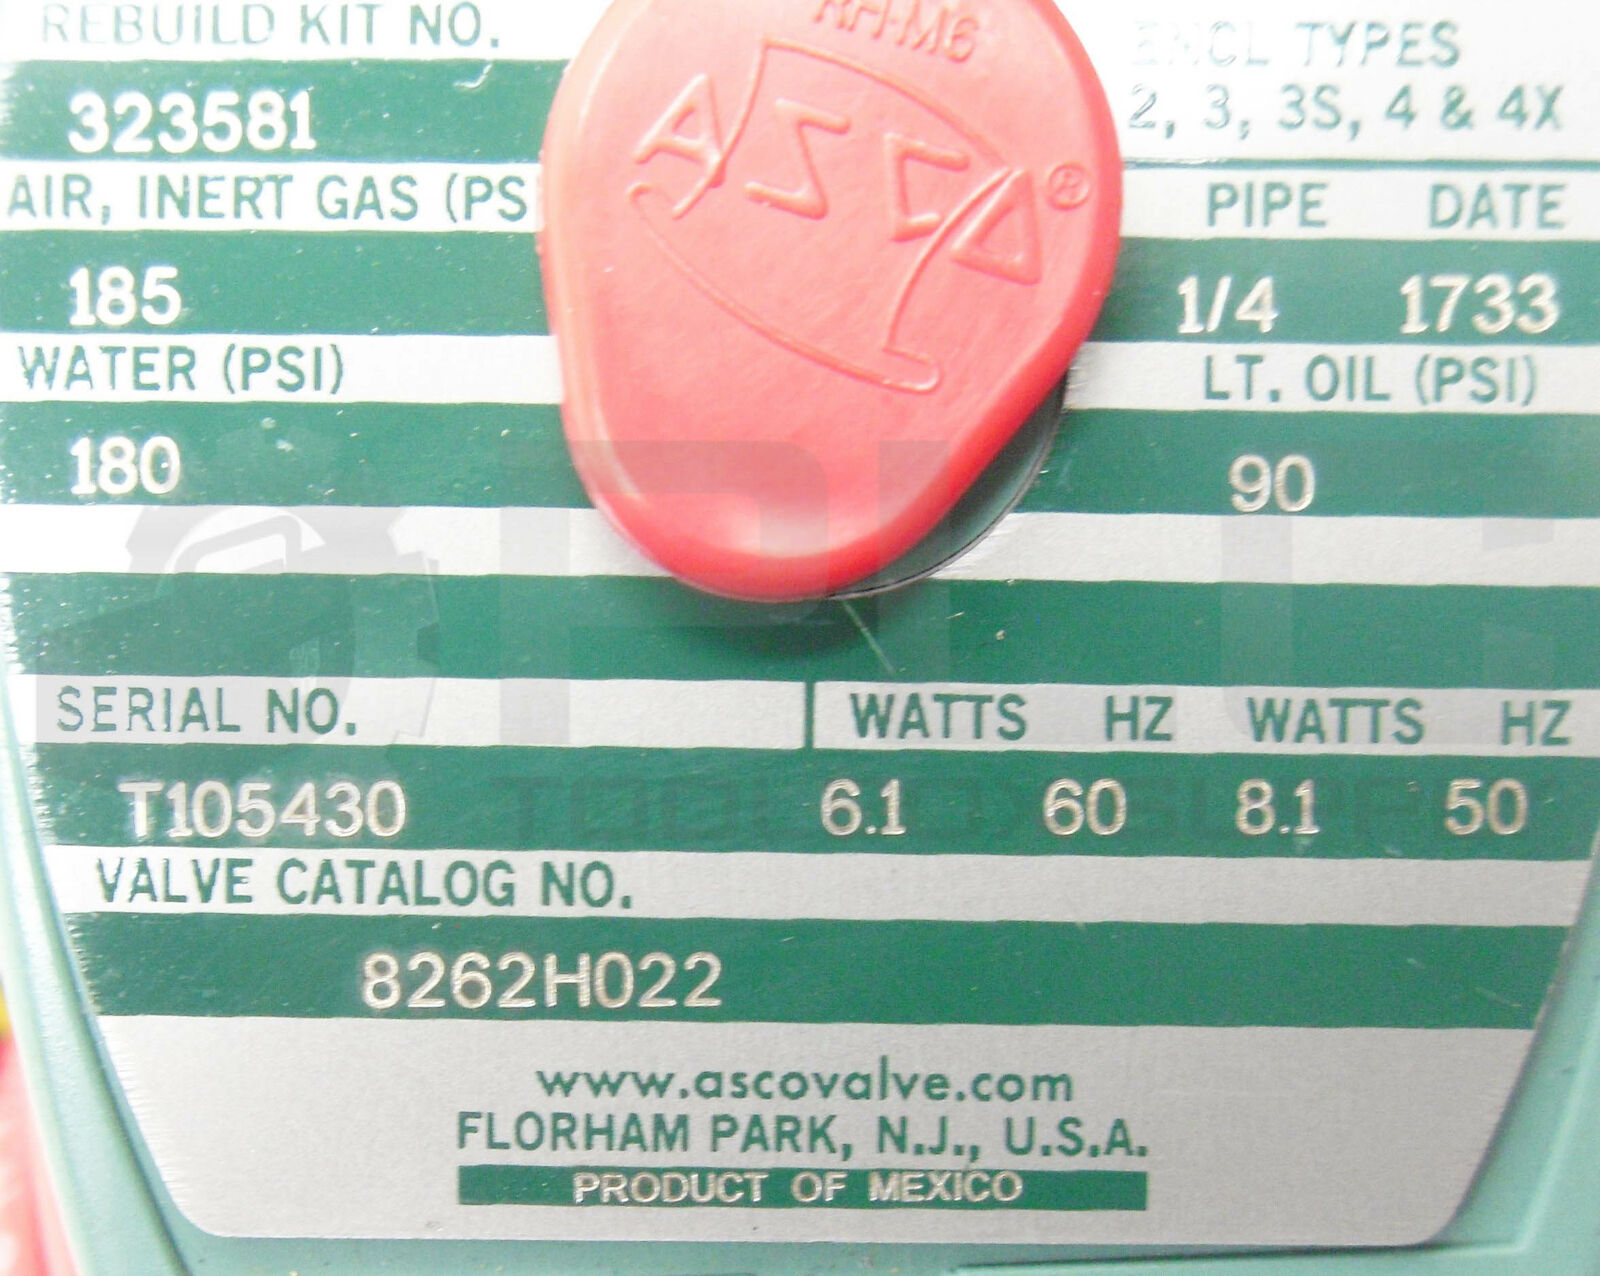 REBUILD KIT NO.
RH-M6
ENCL TYPES
323581
ASCO®
2, 3, 3S, 4 & 4X
AIR, INERT GAS (PS
PIPE DATE
185
1/4 1733
WATER (PSI)
LT. OIL (PSI)
180
90
SERIAL NO. WATTS HZ WATTS HZ
T105430 6.1 60 8.1 50
VALVE CATALOG NO.
8262H022
www.ascovalve.com
FLORHAM PARK, N.J., U.S.A.
PRODUCT OF MEXICO